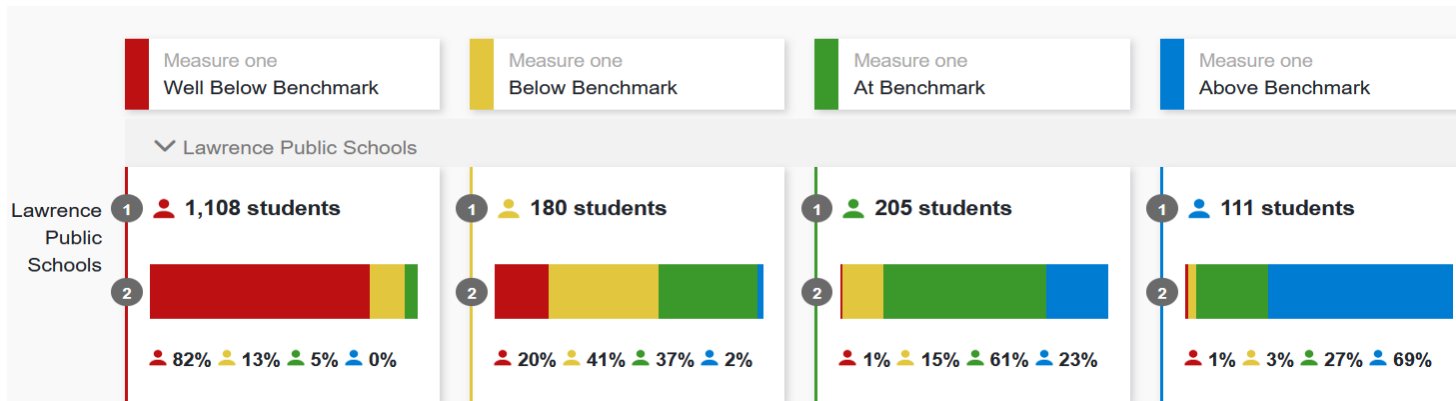 Measure one
Well Below Benchmark
Measure one
Below Benchmark
Measure one
At Benchmark
Measure one
Above Benchmark
Lawrence Public Schools
Lawrence
Public
Schools
1 1,108 students
2
82% 13% 5% 0%
1 180 students
2
20% 41% 37% 2%
1 205 students
2
1% 15% 61% 23%
1 111 students
2
1% 3% 27% 69%